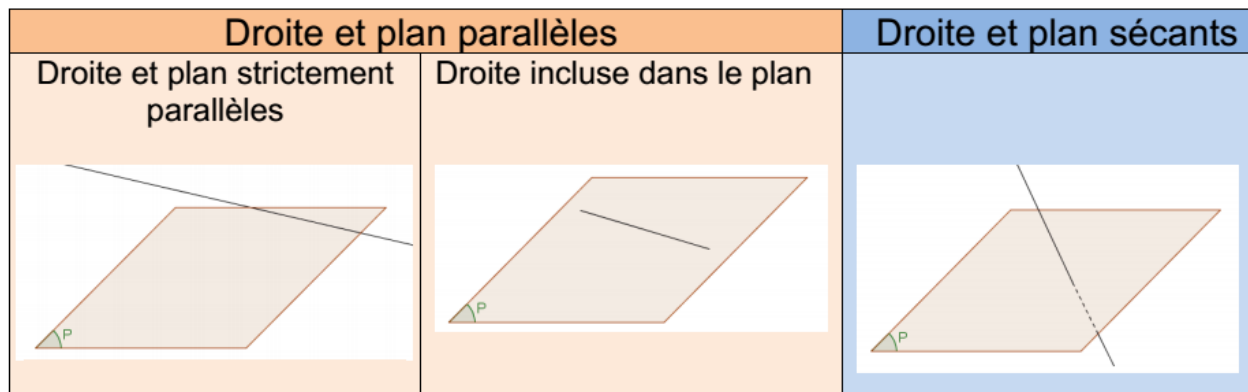 Droite et plan parallèles
Droite et plan sécants
Droite et plan strictement
parallèles
Droite incluse dans le plan
P
P
P